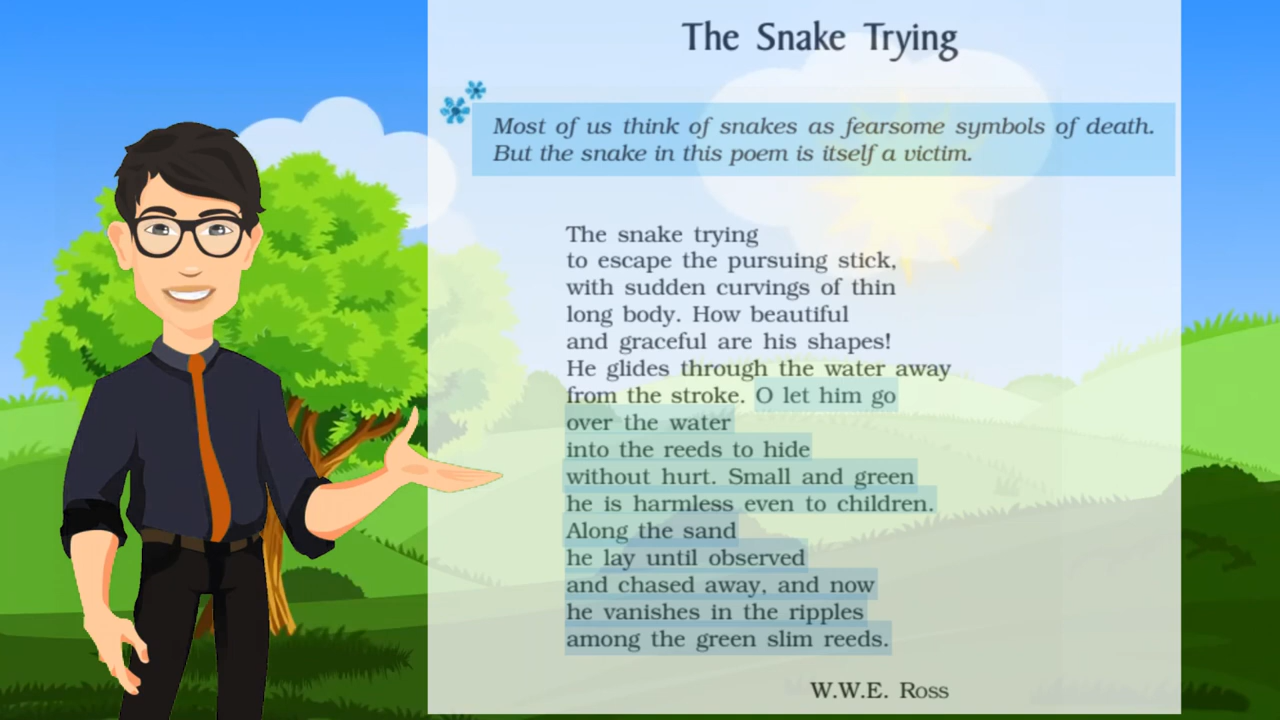 The Snake Trying
Most of us think of snakes as fearsome symbols of death.
But the snake in this poem is itself a victim.
The snake trying
to escape the pursuing stick,
with sudden curvings of thin
long body. How beautiful
and graceful are his shapes!
He glides through the water away
from the stroke. O let him go
over the water
into the reeds to hide
without hurt. Small and green
he is harmless even to children.
Along the sand
he lay until observed
and chased away, and now
he vanishes in the ripples
among the green slim reeds.
W.W.E. Ross